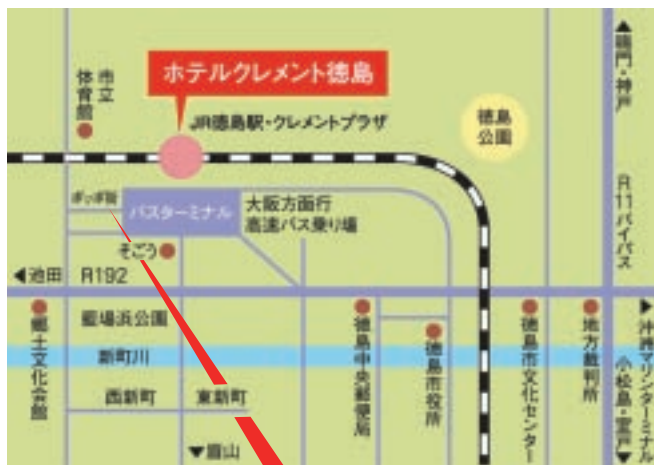 ホテルクレメント徳島
JR徳島駅・クレメントプラザ
市立
体育館
徳島
公園
▲鳴門・神戸
R11バイパス
ポッポ街
バスターミナル
大阪方面行
高速バス乗り場
そごう
◀池田 R192
藍場浜公園
新町川
西新町
東新町
▼眉山
郷土文化会館
徳島中央郵便局
徳島市役所
徳島市文化センター
地方裁判所
小松島・室戸▼
▶沖洲マリンターミナル